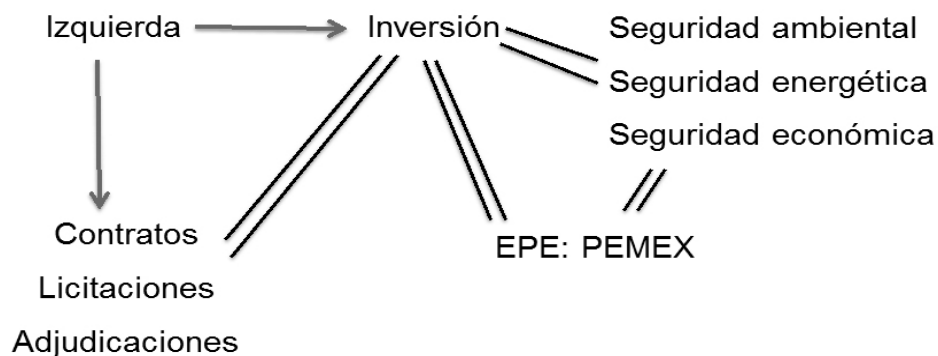 Izquierda
Inversión
Seguridad ambiental
Seguridad energética
Seguridad económica
Contratos
Licitaciones
Adjudicaciones
EPE: PEMEX